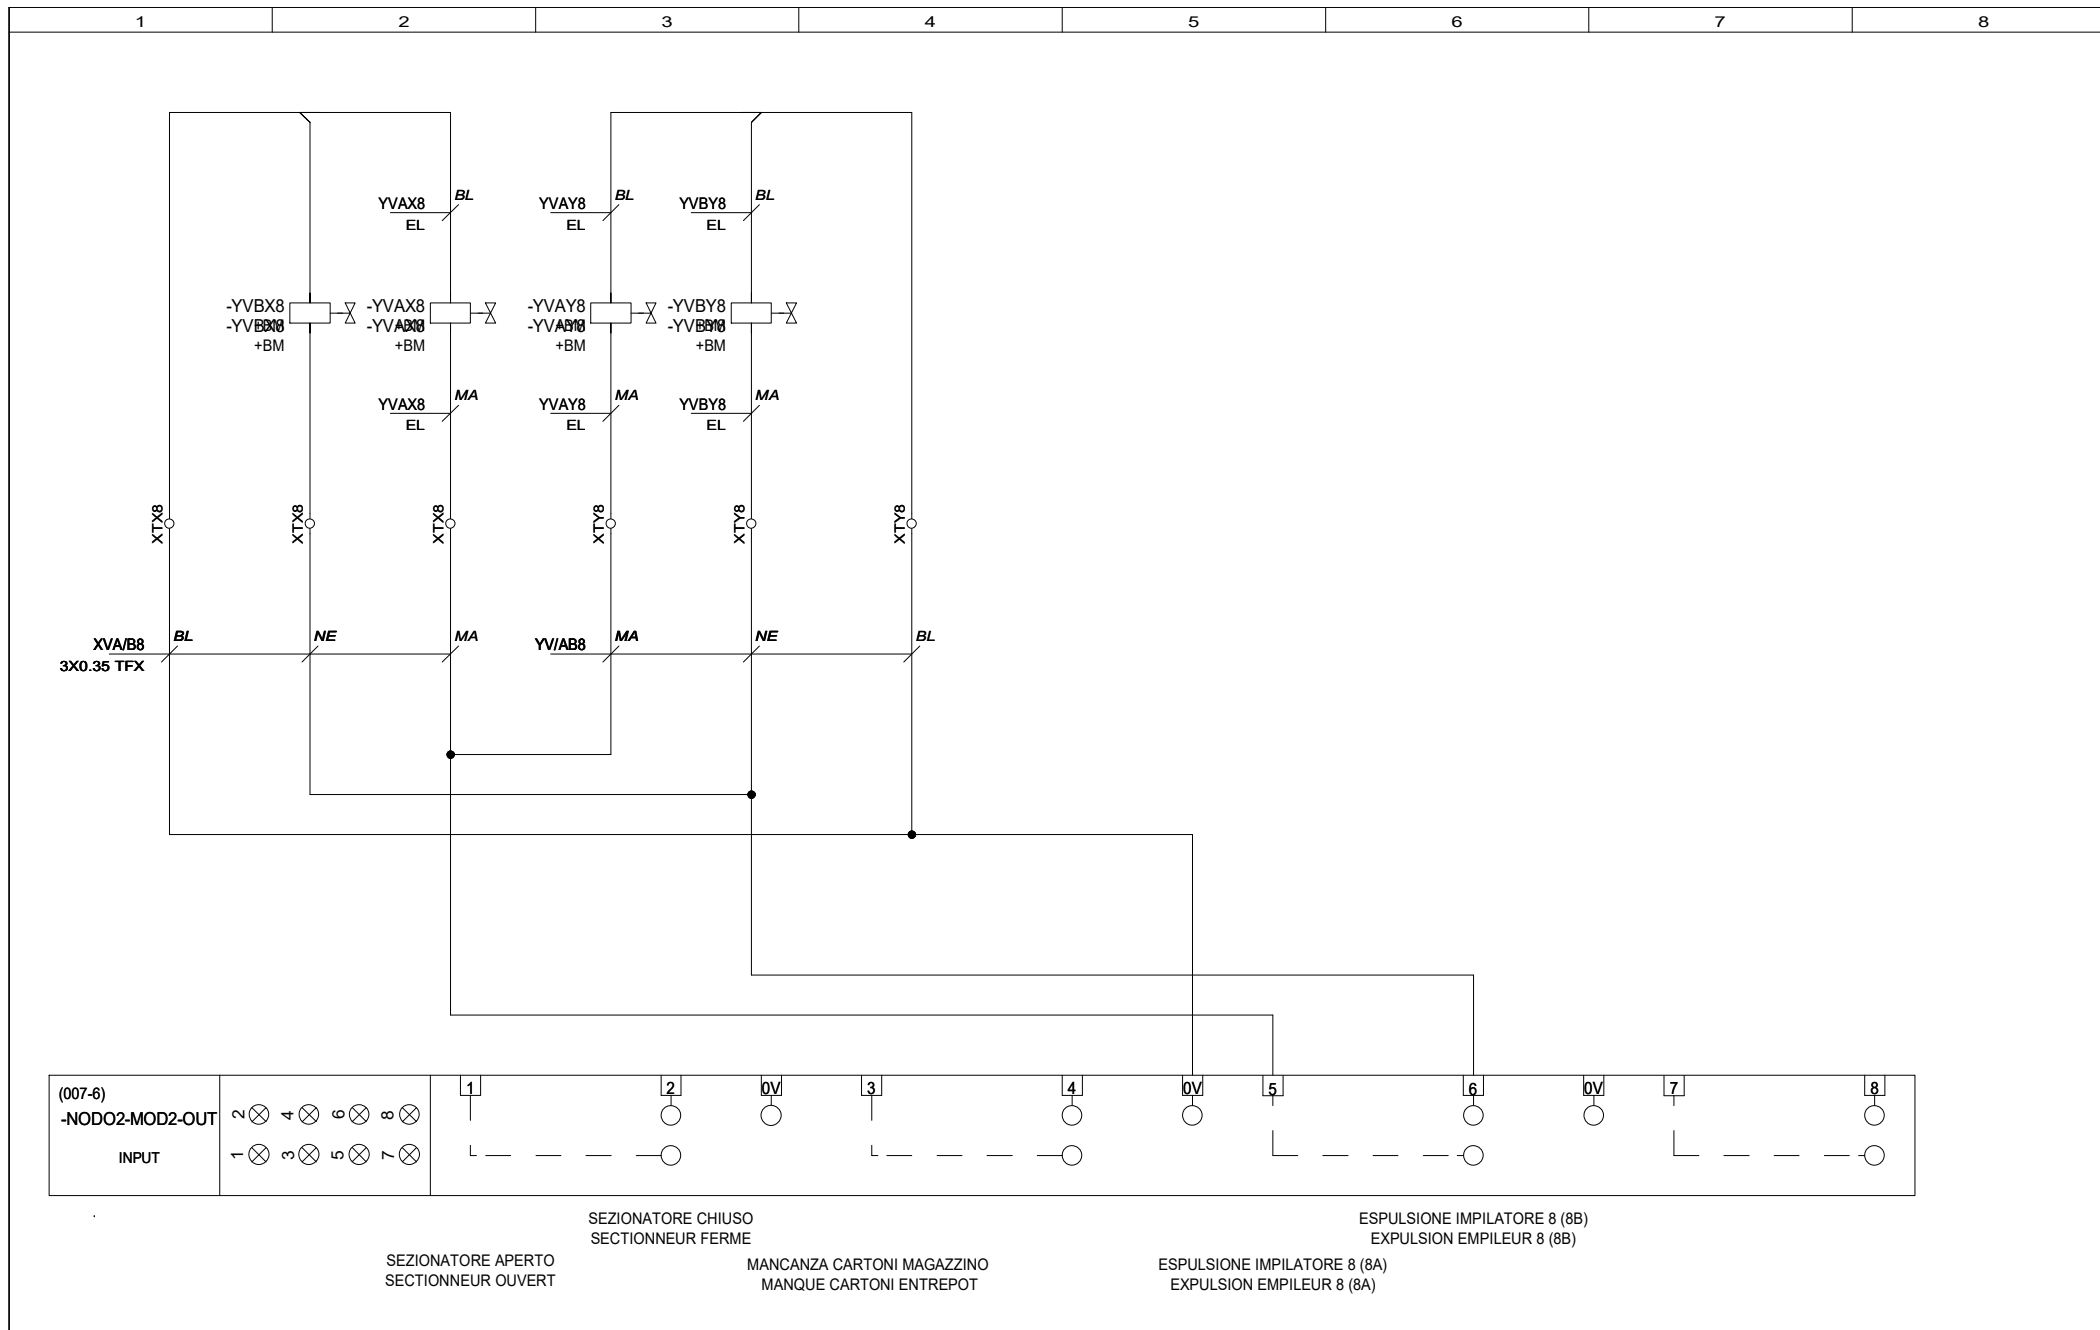 1 2 3 4 5 6 7 8
YVAX8 BL YVAY8 BL YVBY8 BL
EL EL EL
-YVBX8 -YVAX8 -YVAY8 -YVBY8
-YVBX8 -YVAX8 -YVAY8 -YVBY8
+BM +BM +BM +BM
YVAX8 MA YVAY8 MA YVBY8 MA
EL EL EL
XTX8 XTX8 XTX8 XTY8 XTY8 XTY8
XVA/B8 BL NE MA YV/AB8 MA NE BL
3X0.35 TFX
(007-6) 1 2 0V 3 4 0V 5 6 0V 7 8
-NODO2-MOD2-OUT 2 4 6 8
INPUT 1 3 5 7
.
SEZIONATORE CHIUSO
SECTIONNEUR FERME
ESPULSIONE IMPILATORE 8 (8B)
EXPULSION EMPILEUR 8 (8B)
SEZIONATORE APERTO
SECTIONNEUR OUVERT
MANCANZA CARTONI MAGAZZINO
MANQUE CARTONI ENTREPOT
ESPULSIONE IMPILATORE 8 (8A)
EXPULSION EMPILEUR 8 (8A)